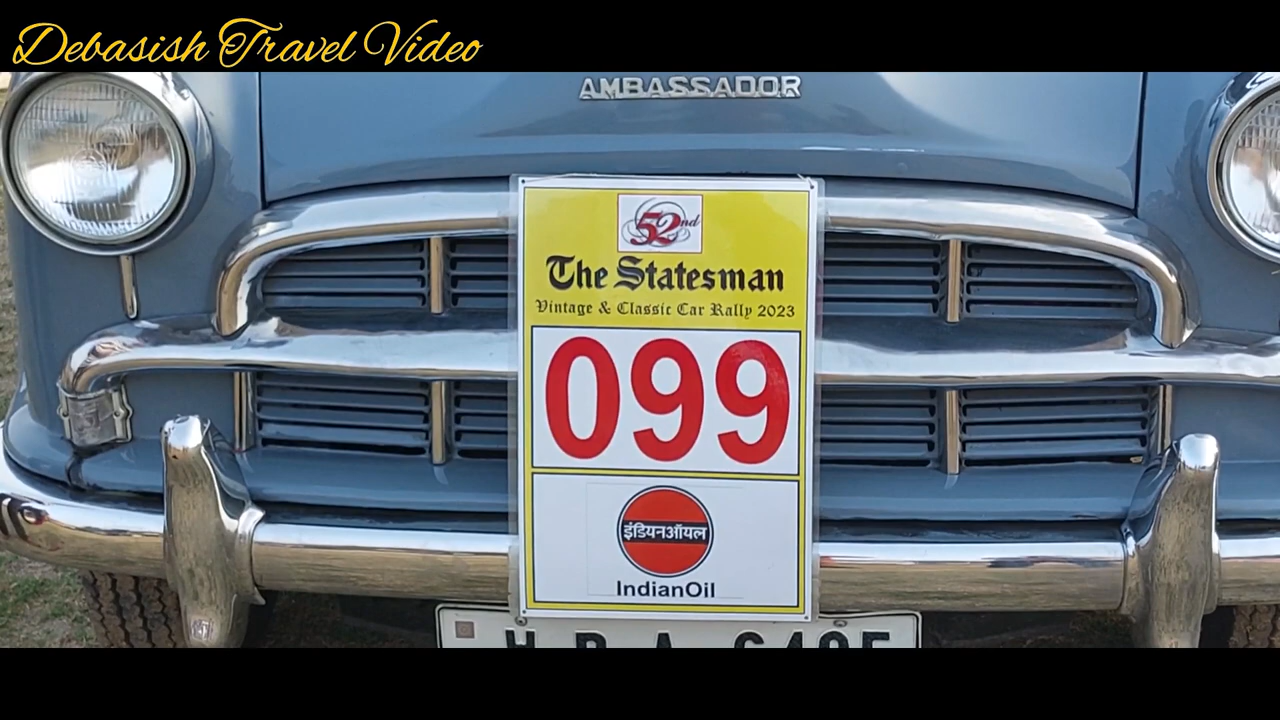 Debasish Travel Video
AMBASSADOR
52nd
The Statesman
Vintage & Classic Car Rally 2023
099
इंडियनऑयल
IndianOil